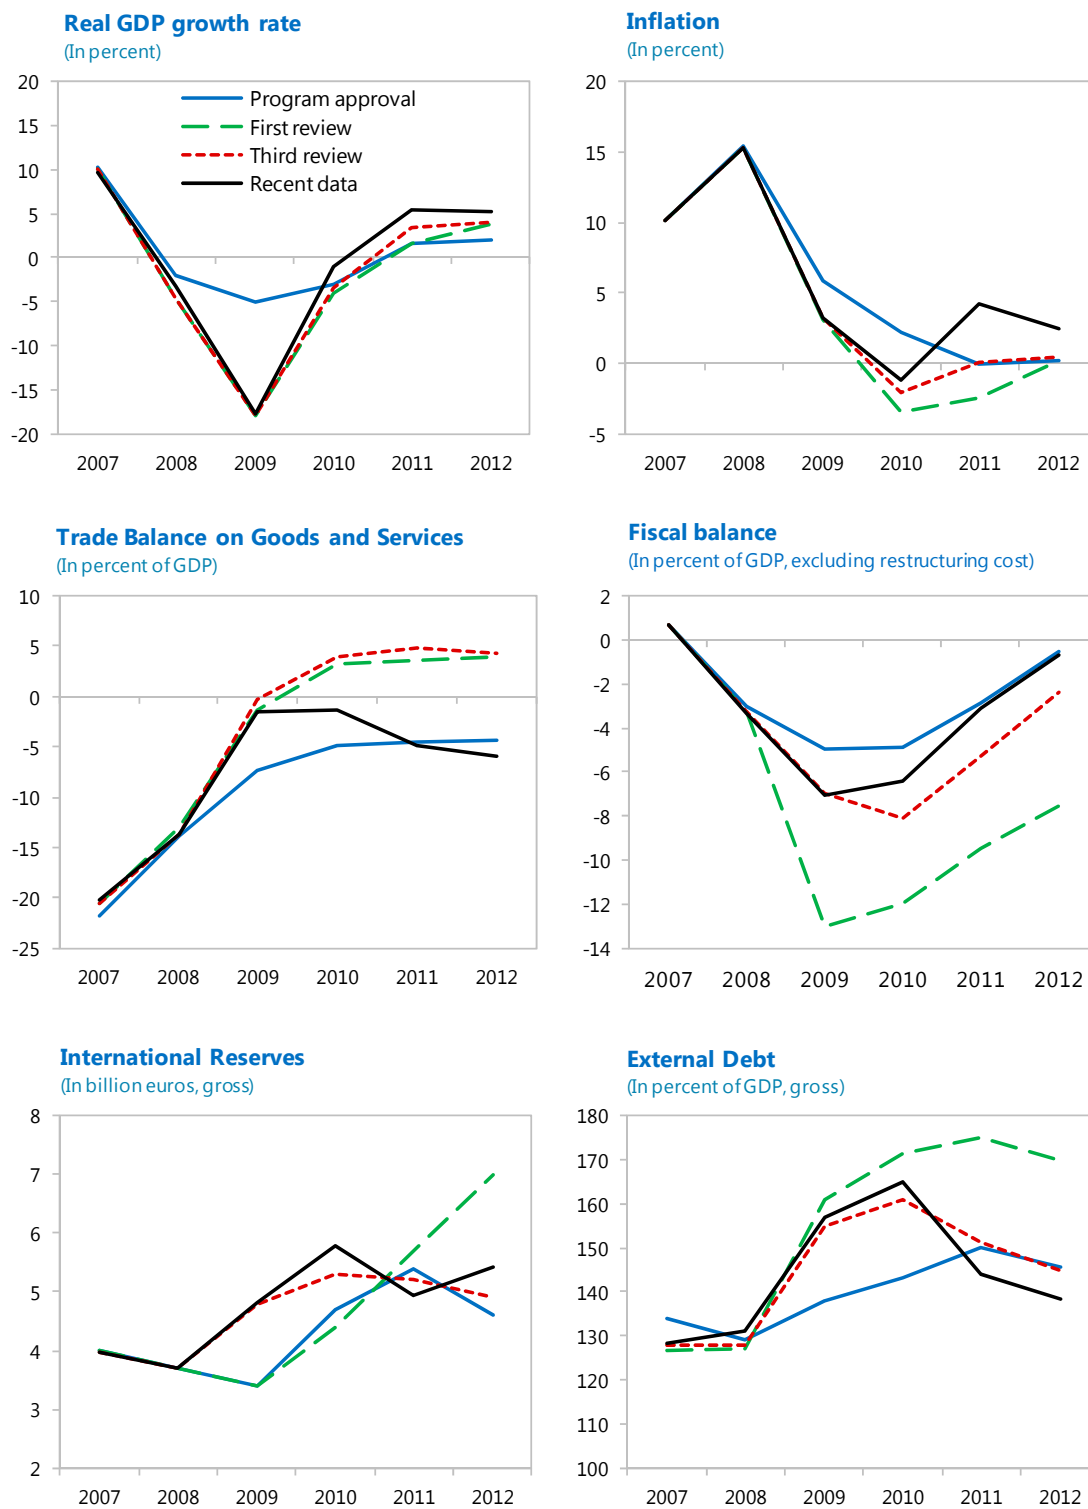 Real GDP growth rate
(In percent)
20
15
10
5
0
-5
-10
-15
-20
Program approval
First review
Third review
Recent data
2007 2008 2009 2010 2011 2012
Inflation
(In percent)
20
15
10
5
0
-5
2007 2008 2009 2010 2011 2012
Trade Balance on Goods and Services
(In percent of GDP)
10
5
0
-5
-10
-15
-20
-25
2007 2008 2009 2010 2011 2012
Fiscal balance
(In percent of GDP, excluding restructuring cost)
2
0
-2
-4
-6
-8
-10
-12
-14
2007 2008 2009 2010 2011 2012
International Reserves
(In billion euros, gross)
8
7
6
5
4
3
2
2007 2008 2009 2010 2011 2012
External Debt
(In percent of GDP, gross)
180
170
160
150
140
130
120
110
100
2007 2008 2009 2010 2011 2012